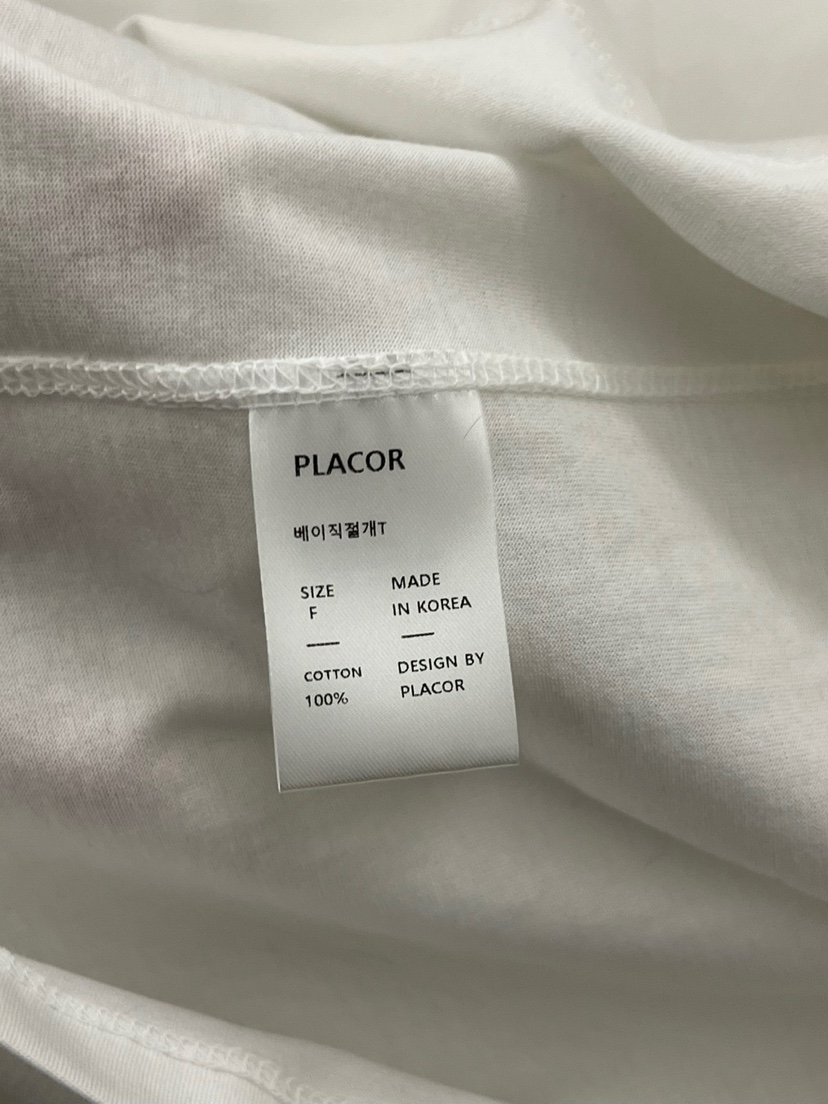 PLACOR
베이직절개T
SIZE
F
MADE
IN KOREA
COTTON
100%
DESIGN BY
PLACOR